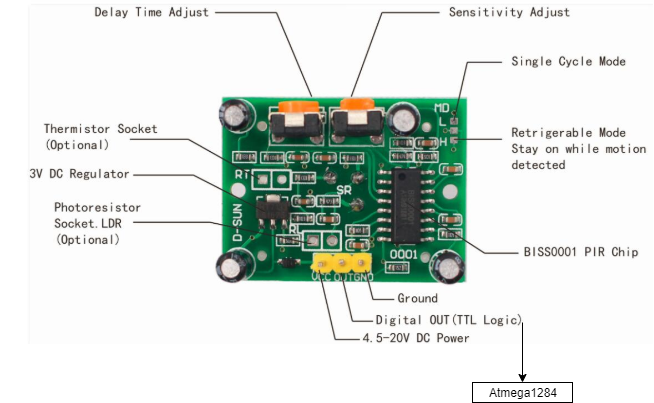 Delay Time Adjust
Sensitivity Adjust
Single Cycle Mode
MD
L
H
Retrigerable Mode
Stay on while motion
detected
Thermistor Socket
(Optional)
RT
3V DC Regulator
SR
Photoresistor
Socket.LDR
(Optional)
D-SUN
BISS0001 PIR Chip
0001
VCC OUT GND
Ground
Digital OUT(TTL Logic)
4.5-20V DC Power
Atmega1284